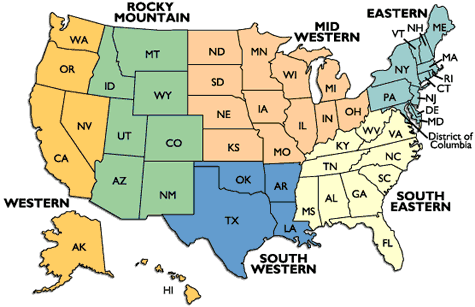 ROCKY
MOUNTAIN
EASTERN
MID
WESTERN
WA
OR
NV
CA
ID
MT
WY
UT
CO
AZ
NM
ND
SD
NE
KS
MN
IA
MO
WI
IL
MI
IN
OH
VT
NH
ME
MA
RI
CT
NY
PA
NJ
DE
MD
District of
Columbia
WV
VA
KY
NC
TN
SC
MS
AL
GA
FL
SOUTH
EASTERN
OK
AR
TX
LA
SOUTH
WESTERN
WESTERN
AK
HI